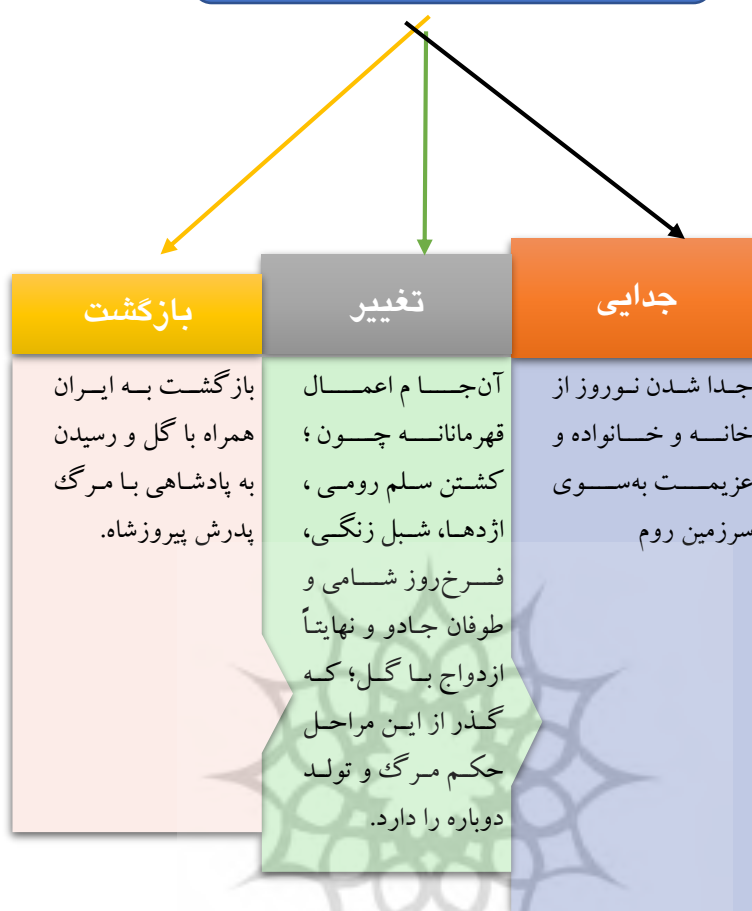 جدایی
جدا شدن نوروز از
خانه و خانواده و
عزیمت به‌سوی
سرزمین روم
تغییر
آن‌جا م اعمال
قهرمانانه چون ؛
کشتن سلم رومی ،
اژدها، شبل زنگی،
فرخ‌روز شامی و
طوفان جادو و نهایتاً
ازدواج با گل؛ که
گذر از این مراحل
حکم مرگ و تولد
دوباره را دارد.
بازگشت
بازگشت به ایران
همراه با گل و رسیدن
به پادشاهی با مرگ
پدرش پیروزشاه.